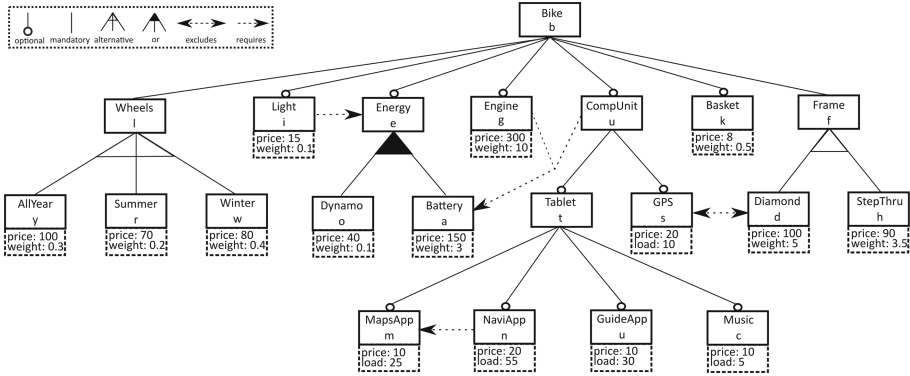 Bike
b
optional mandatory alternative or excludes requires
Wheels
l
Light
i
price: 15
weight: 0.1
Energy
e
Engine
g
price: 300
weight: 10
CompUnit
u
Basket
k
price: 8
weight: 0.5
Frame
f
AllYear
y
price: 100
weight: 0.3
Summer
r
price: 70
weight: 0.2
Winter
w
price: 80
weight: 0.4
Dynamo
o
price: 40
weight: 0.1
Battery
a
price: 150
weight: 3
Tablet
t
GPS
s
price: 20
load: 10
Diamond
d
price: 100
weight: 5
StepThru
h
price: 90
weight: 3.5
MapsApp
m
price: 10
load: 25
NaviApp
n
price: 20
load: 55
GuideApp
u
price: 10
load: 30
Music
c
price: 10
load: 5